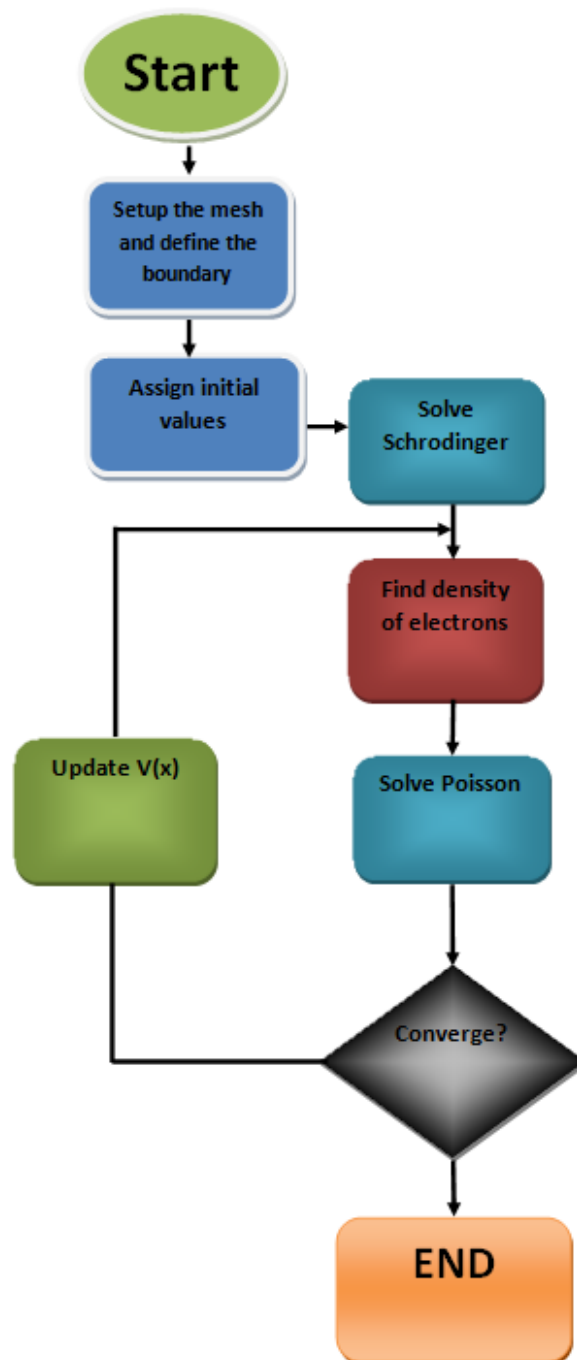 Start
Setup the mesh
and define the
boundary
Assign initial
values
Solve
Schrodinger
Find density
of electrons
Update V(x)
Solve Poisson
Converge?
END